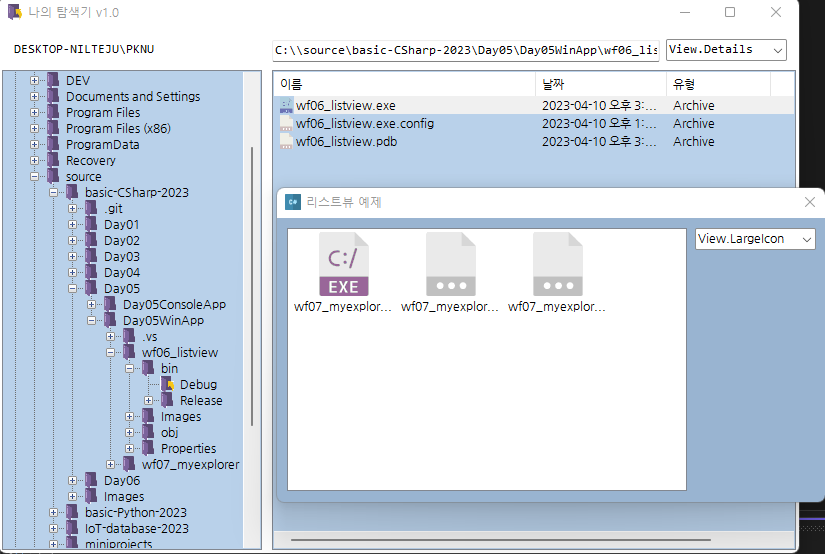 나의 탐색기 v1.0
DESKTOP-NILTEJU\PKNU
C:\\source\basic-CSharp-2023\Day05\Day05WinApp\wf06_lis
View.Details
DEV
Documents and Settings
Program Files
Program Files (x86)
ProgramData
Recovery
source
basic-CSharp-2023
.git
Day01
Day02
Day03
Day04
Day05
Day05ConsoleApp
Day05WinApp
.vs
wf06_listview
bin
Debug
Release
Images
obj
Properties
wf07_myexplorer
Day06
Images
basic-Python-2023
IoT-database-2023
miniprojects
이름 날짜 유형
wf06_listview.exe 2023-04-10 오후 3:... Archive
wf06_listview.exe.config 2023-04-10 오후 1:... Archive
wf06_listview.pdb 2023-04-10 오후 3:... Archive
C#
리스트뷰 예제
View.LargeIcon
C:/
EXE
wf07_myexplor... wf07_myexplor... wf07_myexplor...